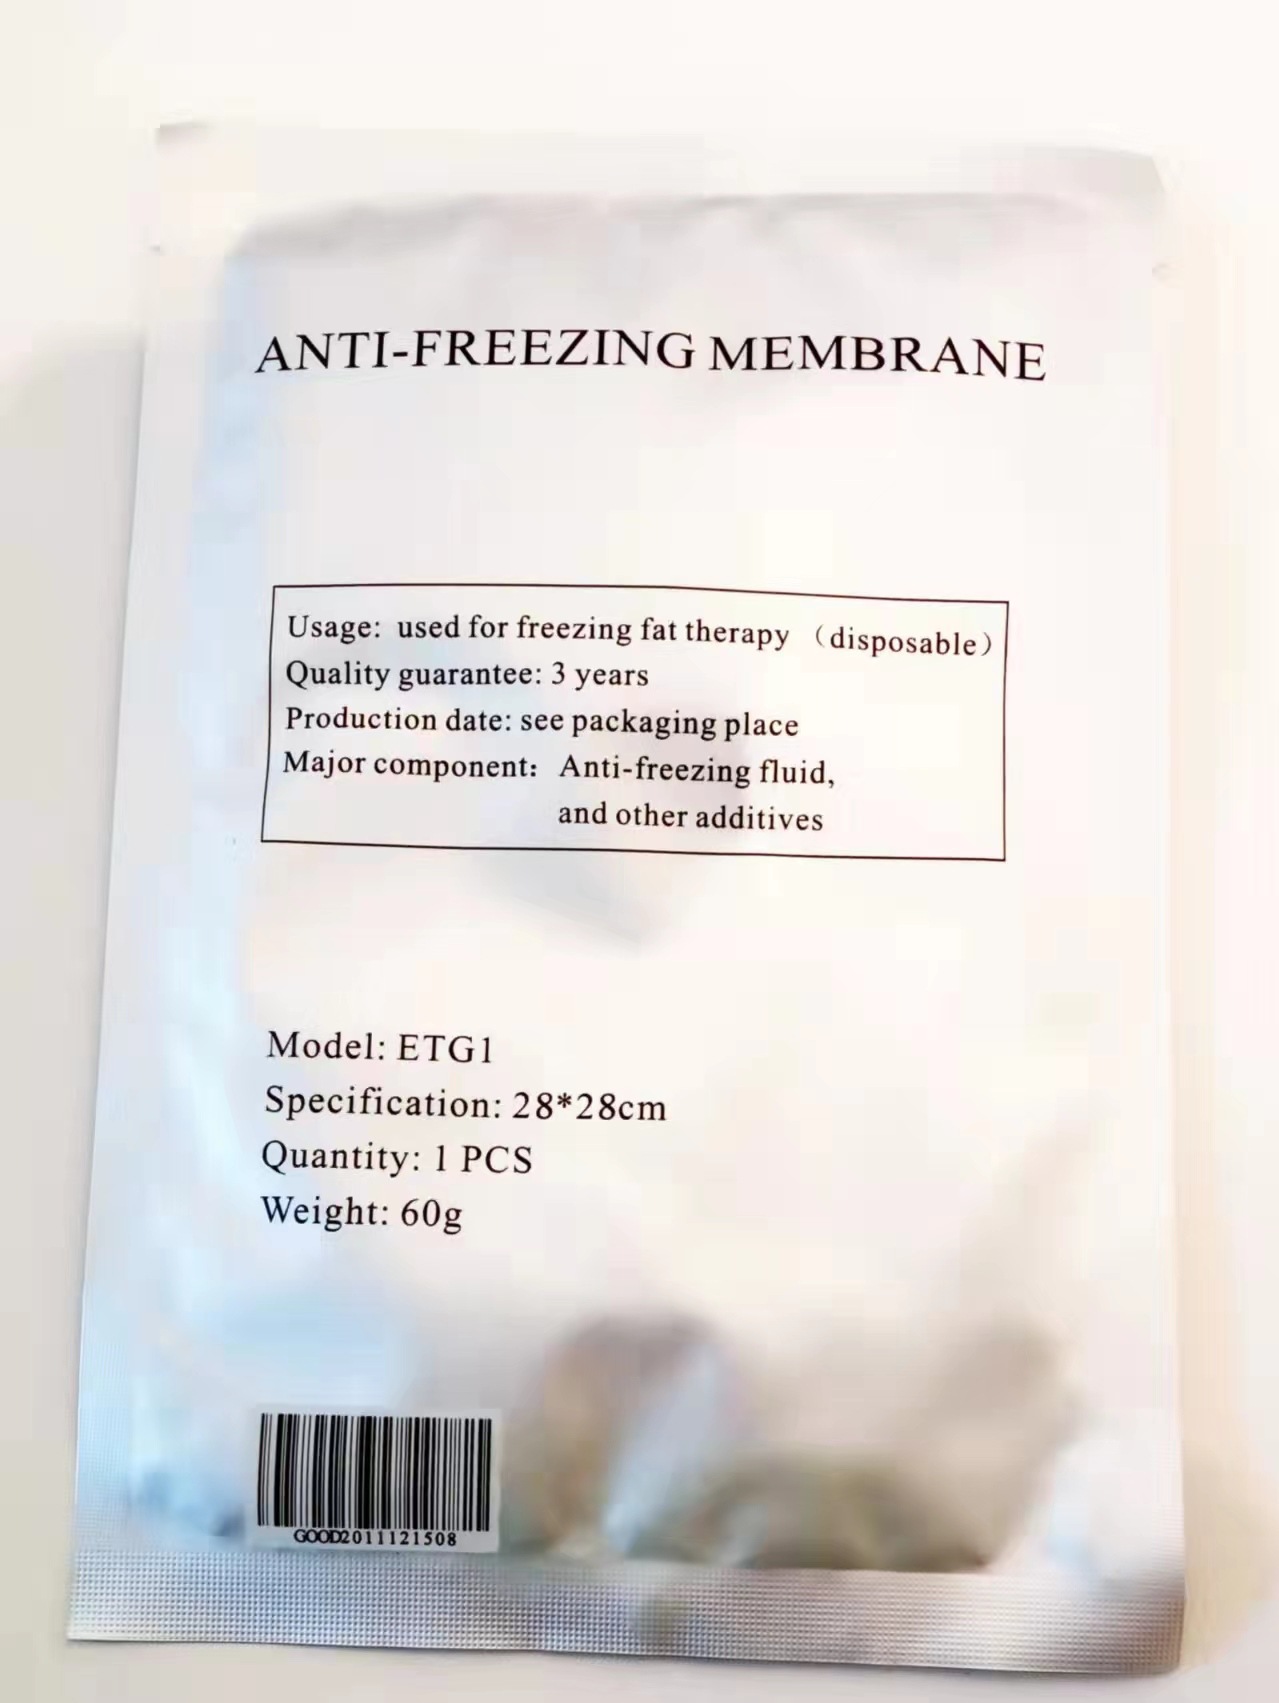 ANTI-FREEZING MEMBRANE
Usage: used for freezing fat therapy （disposable）
Quality guarantee: 3 years
Production date: see packaging place
Major component： Anti-freezing fluid,
and other additives
Model: ETG1
Specification: 28*28cm
Quantity: 1 PCS
Weight: 60g
GOOD2011121508